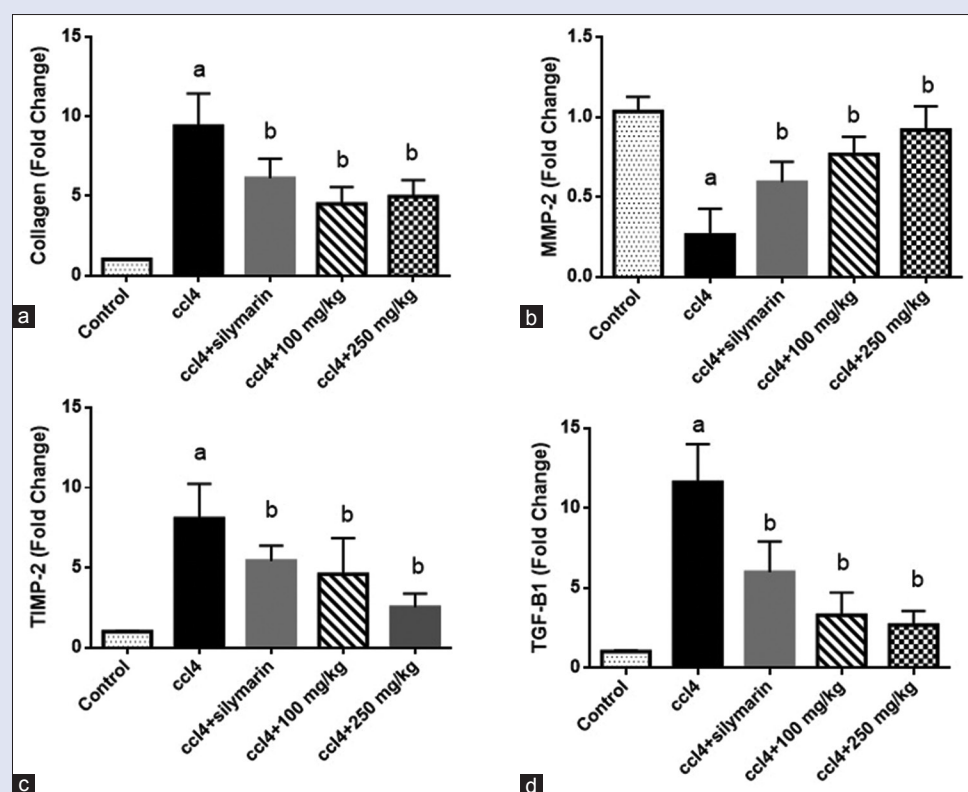 Collagen (Fold Change)
15
10
5
0
a
b
b
b
Control
ccl4
ccl4+silymarin
ccl4+100 mg/kg
ccl4+250 mg/kg
a
MMP-2 (Fold Change)
1.5
1.0
0.5
0.0
a
b
b
b
Control
ccl4
ccl4+silymarin
ccl4+100 mg/kg
ccl4+250 mg/kg
b
TIMP-2 (Fold Change)
15
10
5
0
a
b
b
b
Control
ccl4
ccl4+silymarin
ccl4+100 mg/kg
ccl4+250 mg/kg
c
TGF-B1 (Fold Change)
15
10
5
0
a
b
b
b
Control
ccl4
ccl4+silymarin
ccl4+100 mg/kg
ccl4+250 mg/kg
d